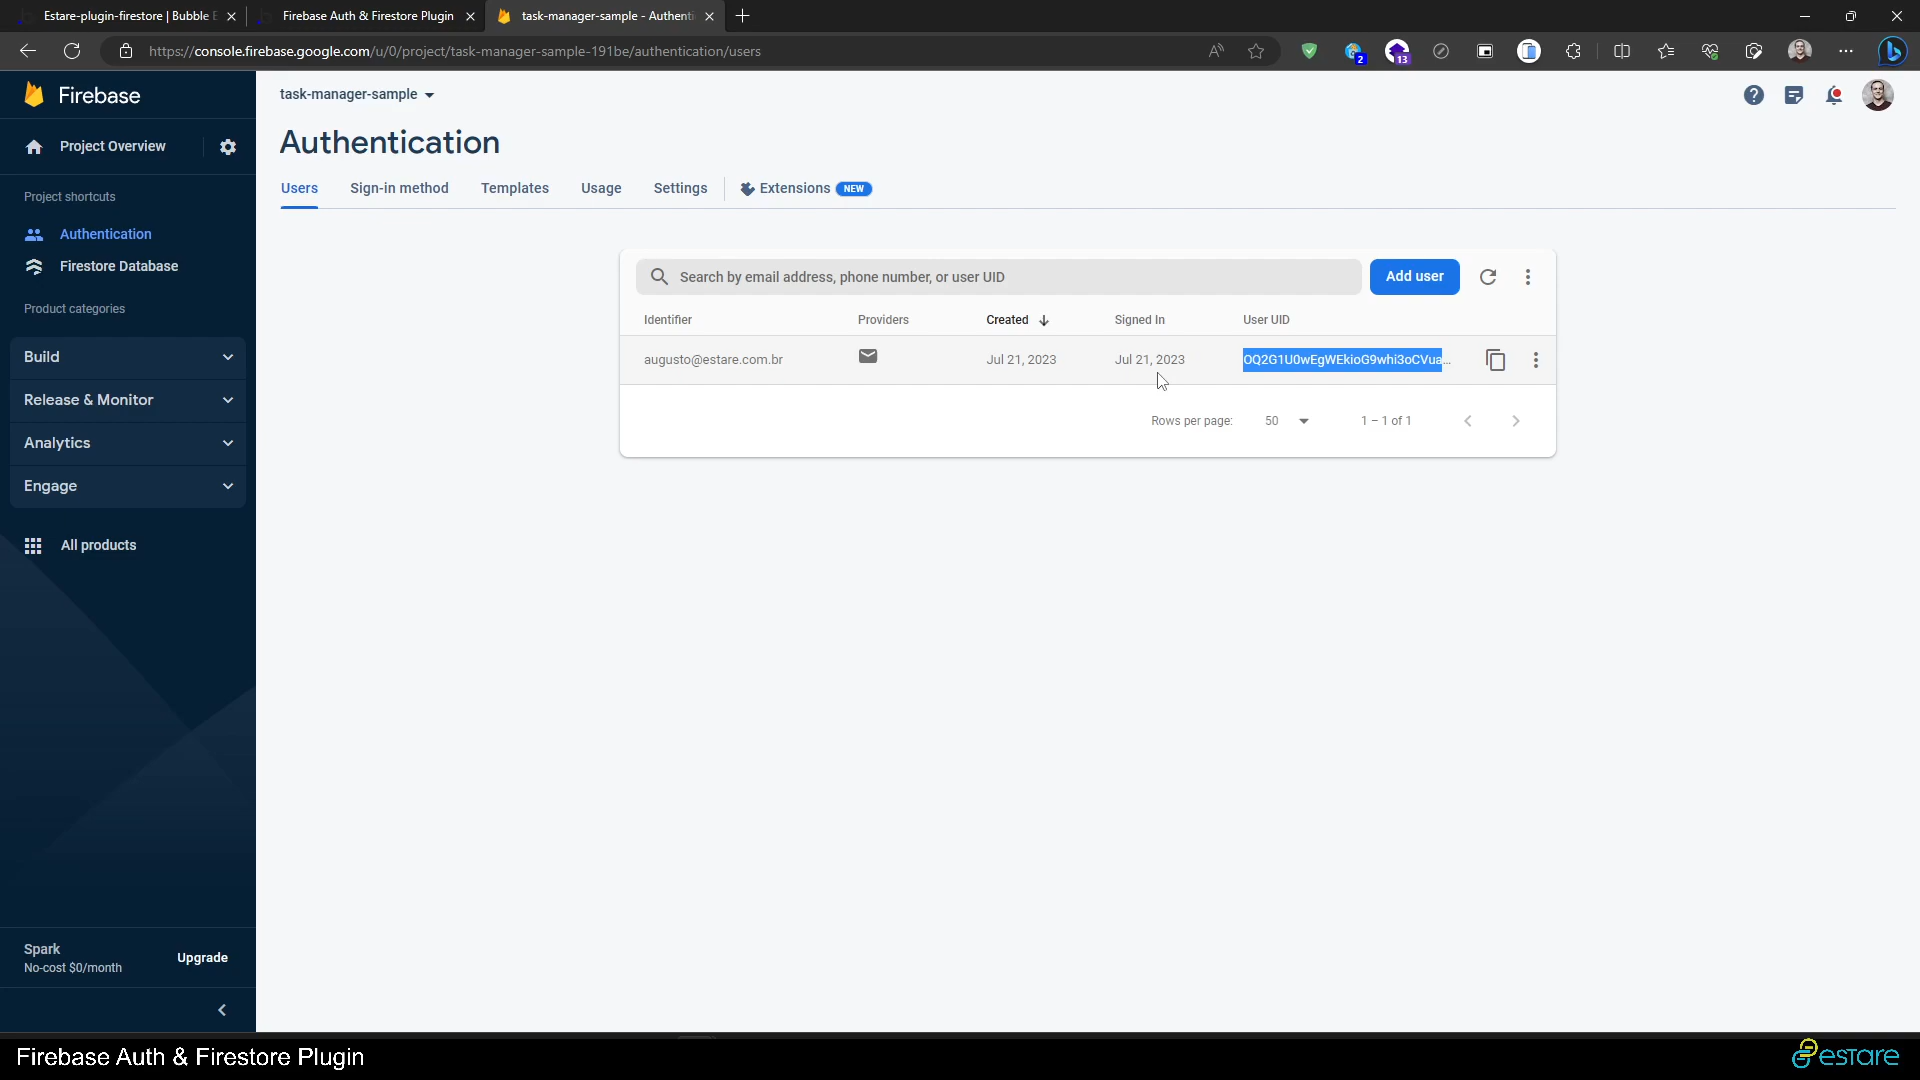 Estare-plugin-firestore | Bubble E
Firebase Auth & Firestore Plugin
task-manager-sample - Authenti
https://console.firebase.google.com/u/0/project/task-manager-sample-191be/authentication/users
2
13
Firebase
task-manager-sample
Project Overview
Authentication
Users
Sign-in method
Templates
Usage
Settings
Extensions
NEW
Project shortcuts
Authentication
Firestore Database
Product categories
Build
Release & Monitor
Analytics
Engage
All products
Search by email address, phone number, or user UID
Add user
Identifier
Providers
Created
Signed In
User UID
augusto@estare.com.br
Jul 21, 2023
Jul 21, 2023
OQ2G1U0wEgWEkioG9whi3oCVua...
Rows per page:
50
1 – 1 of 1
Spark
No-cost $0/month
Upgrade
Firebase Auth & Firestore Plugin
estare